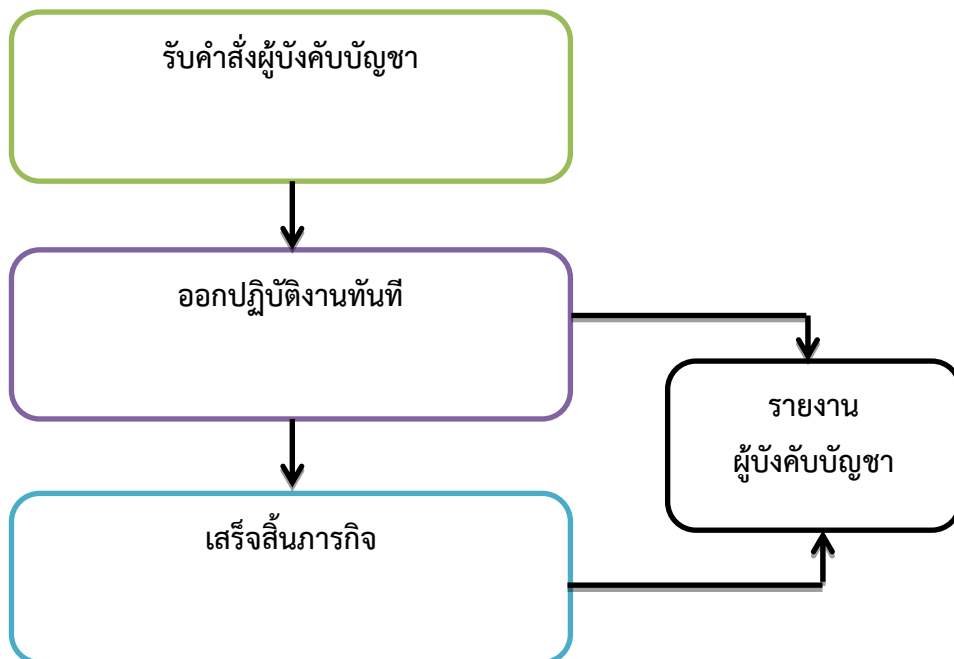 รับคำสั่งผู้บังคับบัญชา
ออกปฏิบัติงานทันที
รายงาน
ผู้บังคับบัญชา
เสร็จสิ้นภารกิจ